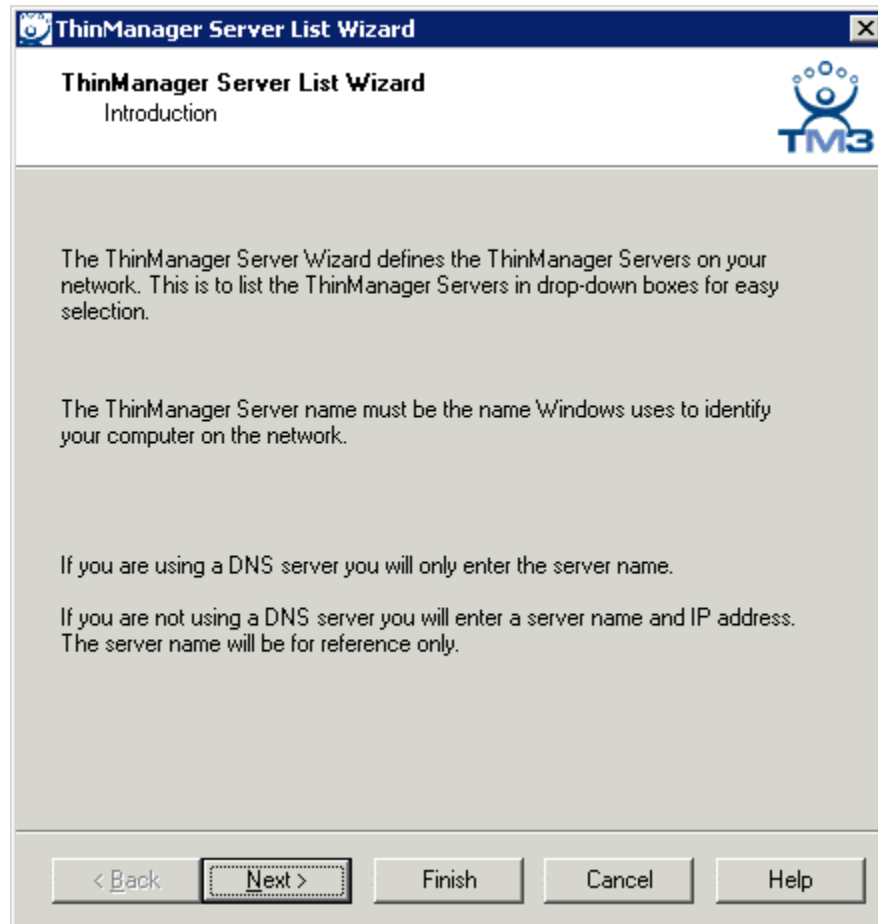 ThinManager Server List Wizard
ThinManager Server List Wizard
Introduction
TM3
The ThinManager Server Wizard defines the ThinManager Servers on your
network. This is to list the ThinManager Servers in drop-down boxes for easy
selection.
The ThinManager Server name must be the name Windows uses to identify
your computer on the network.
If you are using a DNS server you will only enter the server name.
If you are not using a DNS server you will enter a server name and IP address.
The server name will be for reference only.
< Back Next > Finish Cancel Help